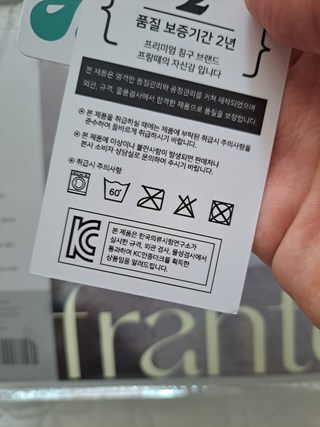 2
품질 보증기간 2년
프리미엄 침구 브랜드
프랑떼의 자신감 입니다
본 제품은 엄격한 품질관리와 공정관리를 거쳐 제작되었으며
외관, 규격, 물품검사에서 합격한 제품으로 품질을 보장합니다.
본 제품을 취급하실 때에는 제품에 부탁된 취급시 주의사항을
준수하여 올바르게 취급하시기 바랍니다.
본 제품에 이상이나 불만사항이 발생되면 판매처나
본사 소비자 상담실로 문의하여 주시기 바랍니다.
취급시 주의사항
60°
KC
본 제품은 한국의류시험연구소가
실시한 규격, 외관 검사, 물성검사에서
통과하여 KC인증마크를 획득한
상품임을 알려드립니다.
frante